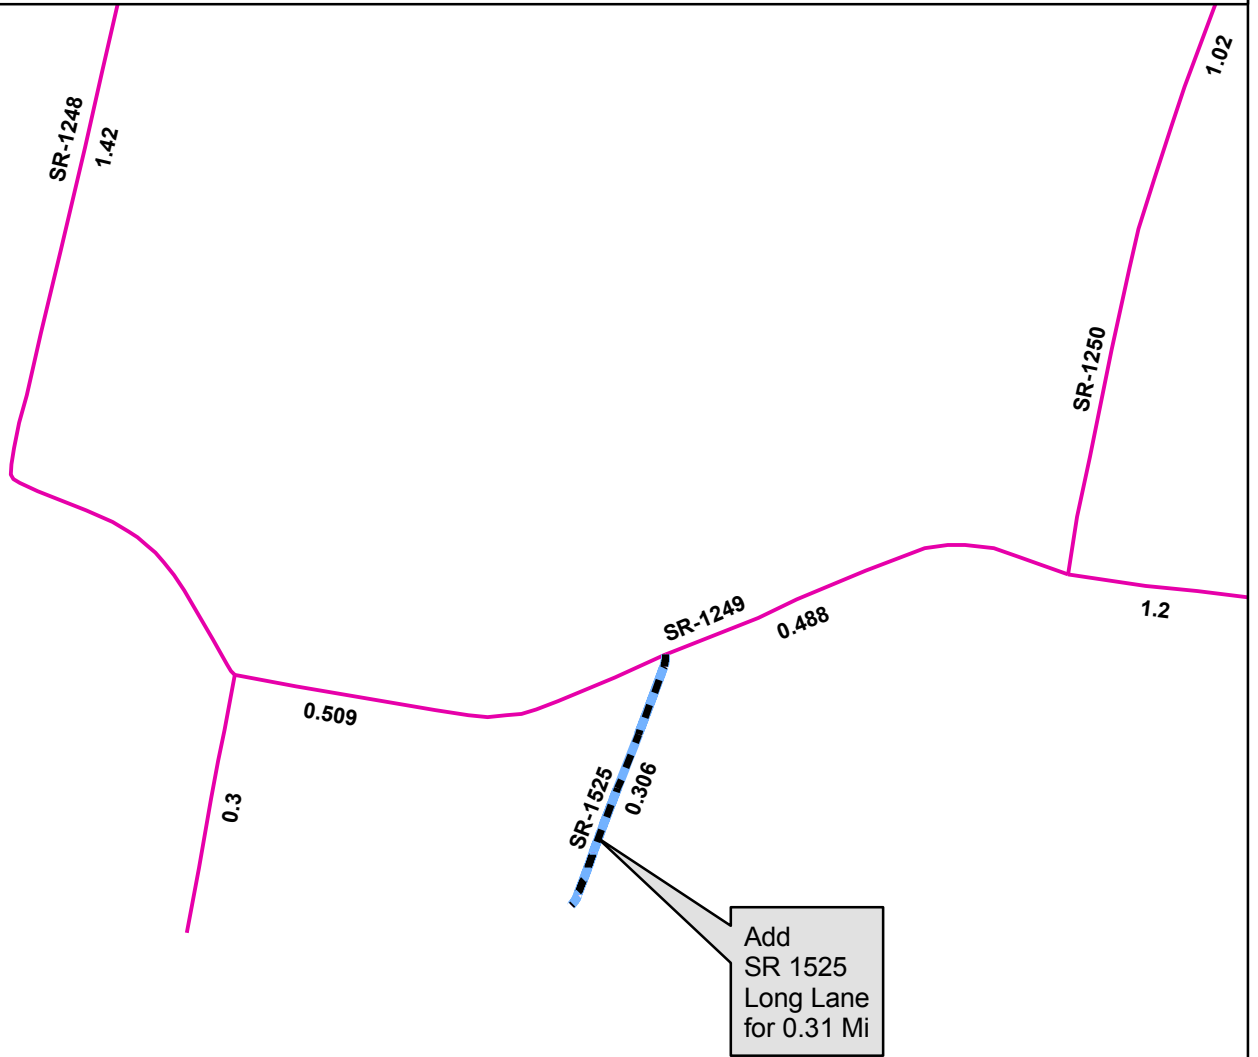 1.02
SR-1248
1.42
SR-1250
SR-1249
1.2
0.488
0.509
SR-1525
0.306
0.3
Add
SR 1525
Long Lane
for 0.31 Mi